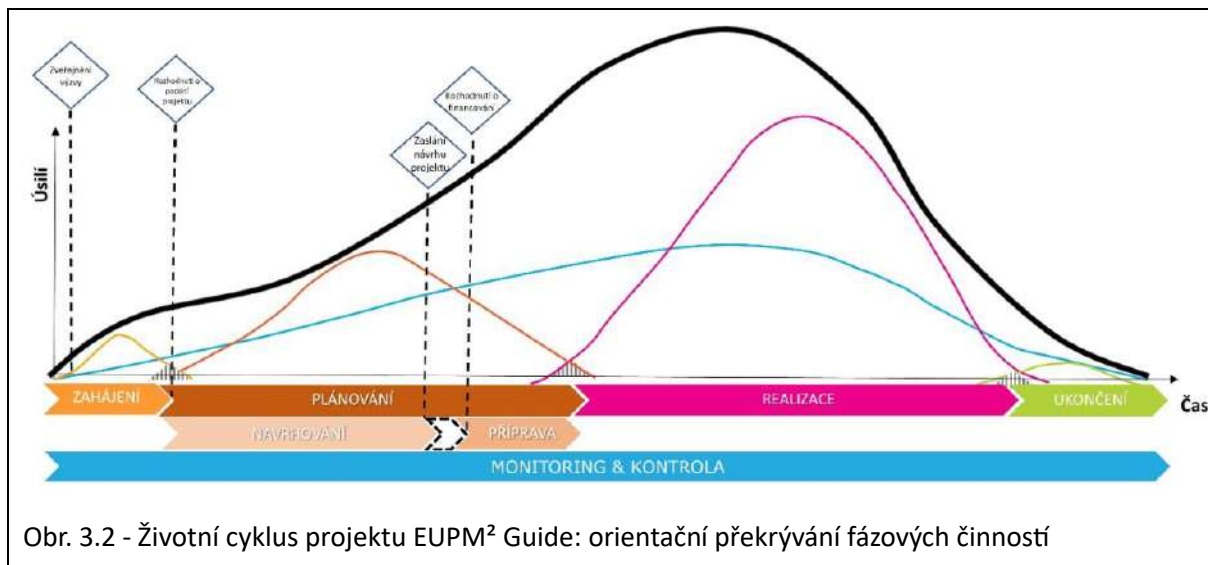 Zveřejnění
výzvy
Rozhodnutí o
podání
projektu
Rozhodnutí o
financování
Zaslání
návrhu
projektu
Úsilí
ZAHÁJENÍ
PLÁNOVÁNÍ
REALIZACE
UKONČENÍ
Čas
NAVRHOVÁNÍ
PŘÍPRAVA
MONITORING & KONTROLA
Obr. 3.2 - Životní cyklus projektu EUPM² Guide: orientační překrývání fázových činností